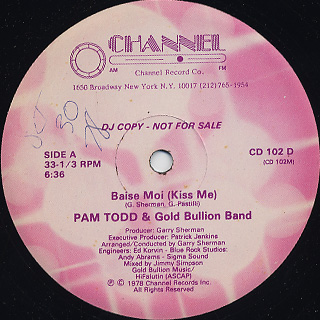 CHANNEL
AM FM
Channel Record Co.
1650 Broadway New York N.Y. 10017 (212)765-1954
DJ COPY - NOT FOR SALE
SIDE A
33-1/3 RPM
6:36
CD 102 D
(CD 102M)
Baise Moi (Kiss Me)
(G. Sherman, G. Pastilli)
PAM TODD & Gold Bullion Band
Producer: Garry Sherman
Executive Producer: Patrick Jenkins
Arranged/Conducted by Garry Sherman
Engineers: Ed Korvin - Blue Rock Studios:
Andy Abrams - Sigma Sound
Mixed by Jimmy Simpson
Gold Bullion Music/
HiFalutin (ASCAP)
Ⓟ © 1978 Channel Records Inc.
All Rights Reserved